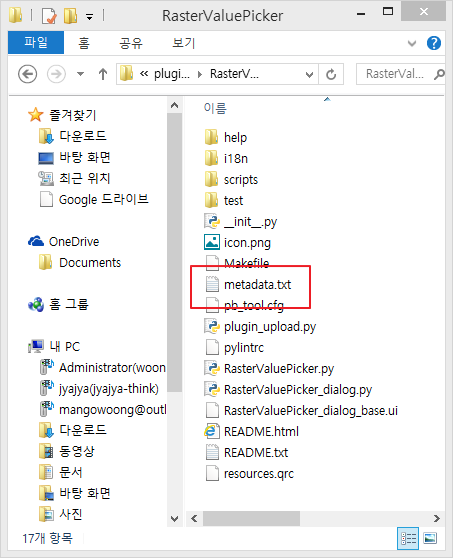 RasterValuePicker
파일 홈 공유 보기
« plugi... RasterV...
RasterVal...
즐겨찾기
다운로드
바탕 화면
최근 위치
Google 드라이브
OneDrive
Documents
홈 그룹
내 PC
Administrator(woon
jyajya(jyajya-think)
mangowoong@outl
다운로드
동영상
문서
바탕 화면
사진
이름
help
i18n
scripts
test
__init__.py
icon.png
Makefile
metadata.txt
pb_tool.cfg
plugin_upload.py
pylintrc
RasterValuePicker.py
RasterValuePicker_dialog.py
RasterValuePicker_dialog_base.ui
README.html
README.txt
resources.qrc
17개 항목